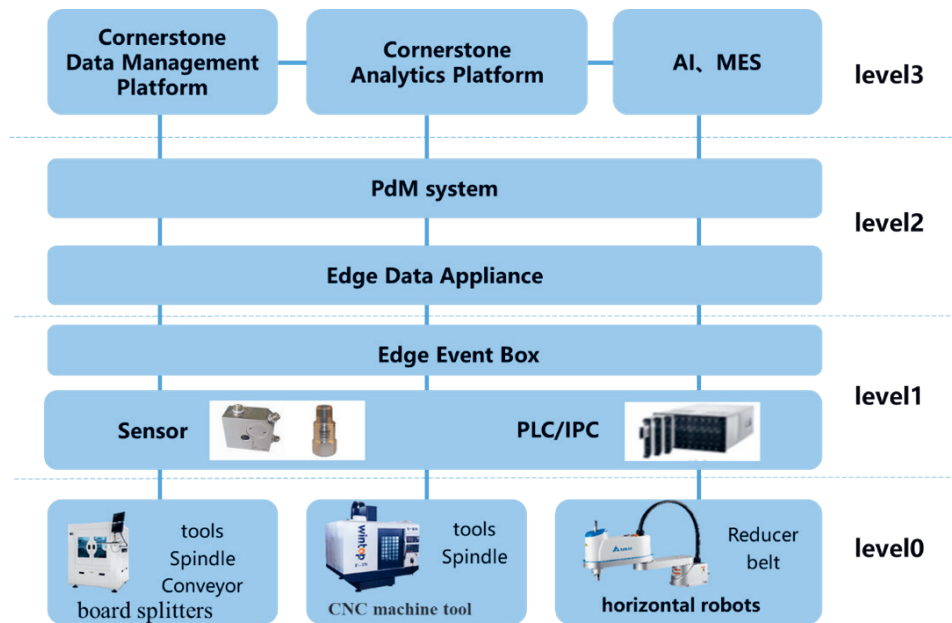 Cornerstone
Data Management
Platform
Cornerstone
Analytics Platform
AI、MES
level3
PdM system
level2
Edge Data Appliance
Edge Event Box
level1
Sensor
PLC/IPC
tools
Spindle
Conveyor
board splitters
wintop
tools
Spindle
CNC machine tool
Reducer
belt
horizontal robots
level0